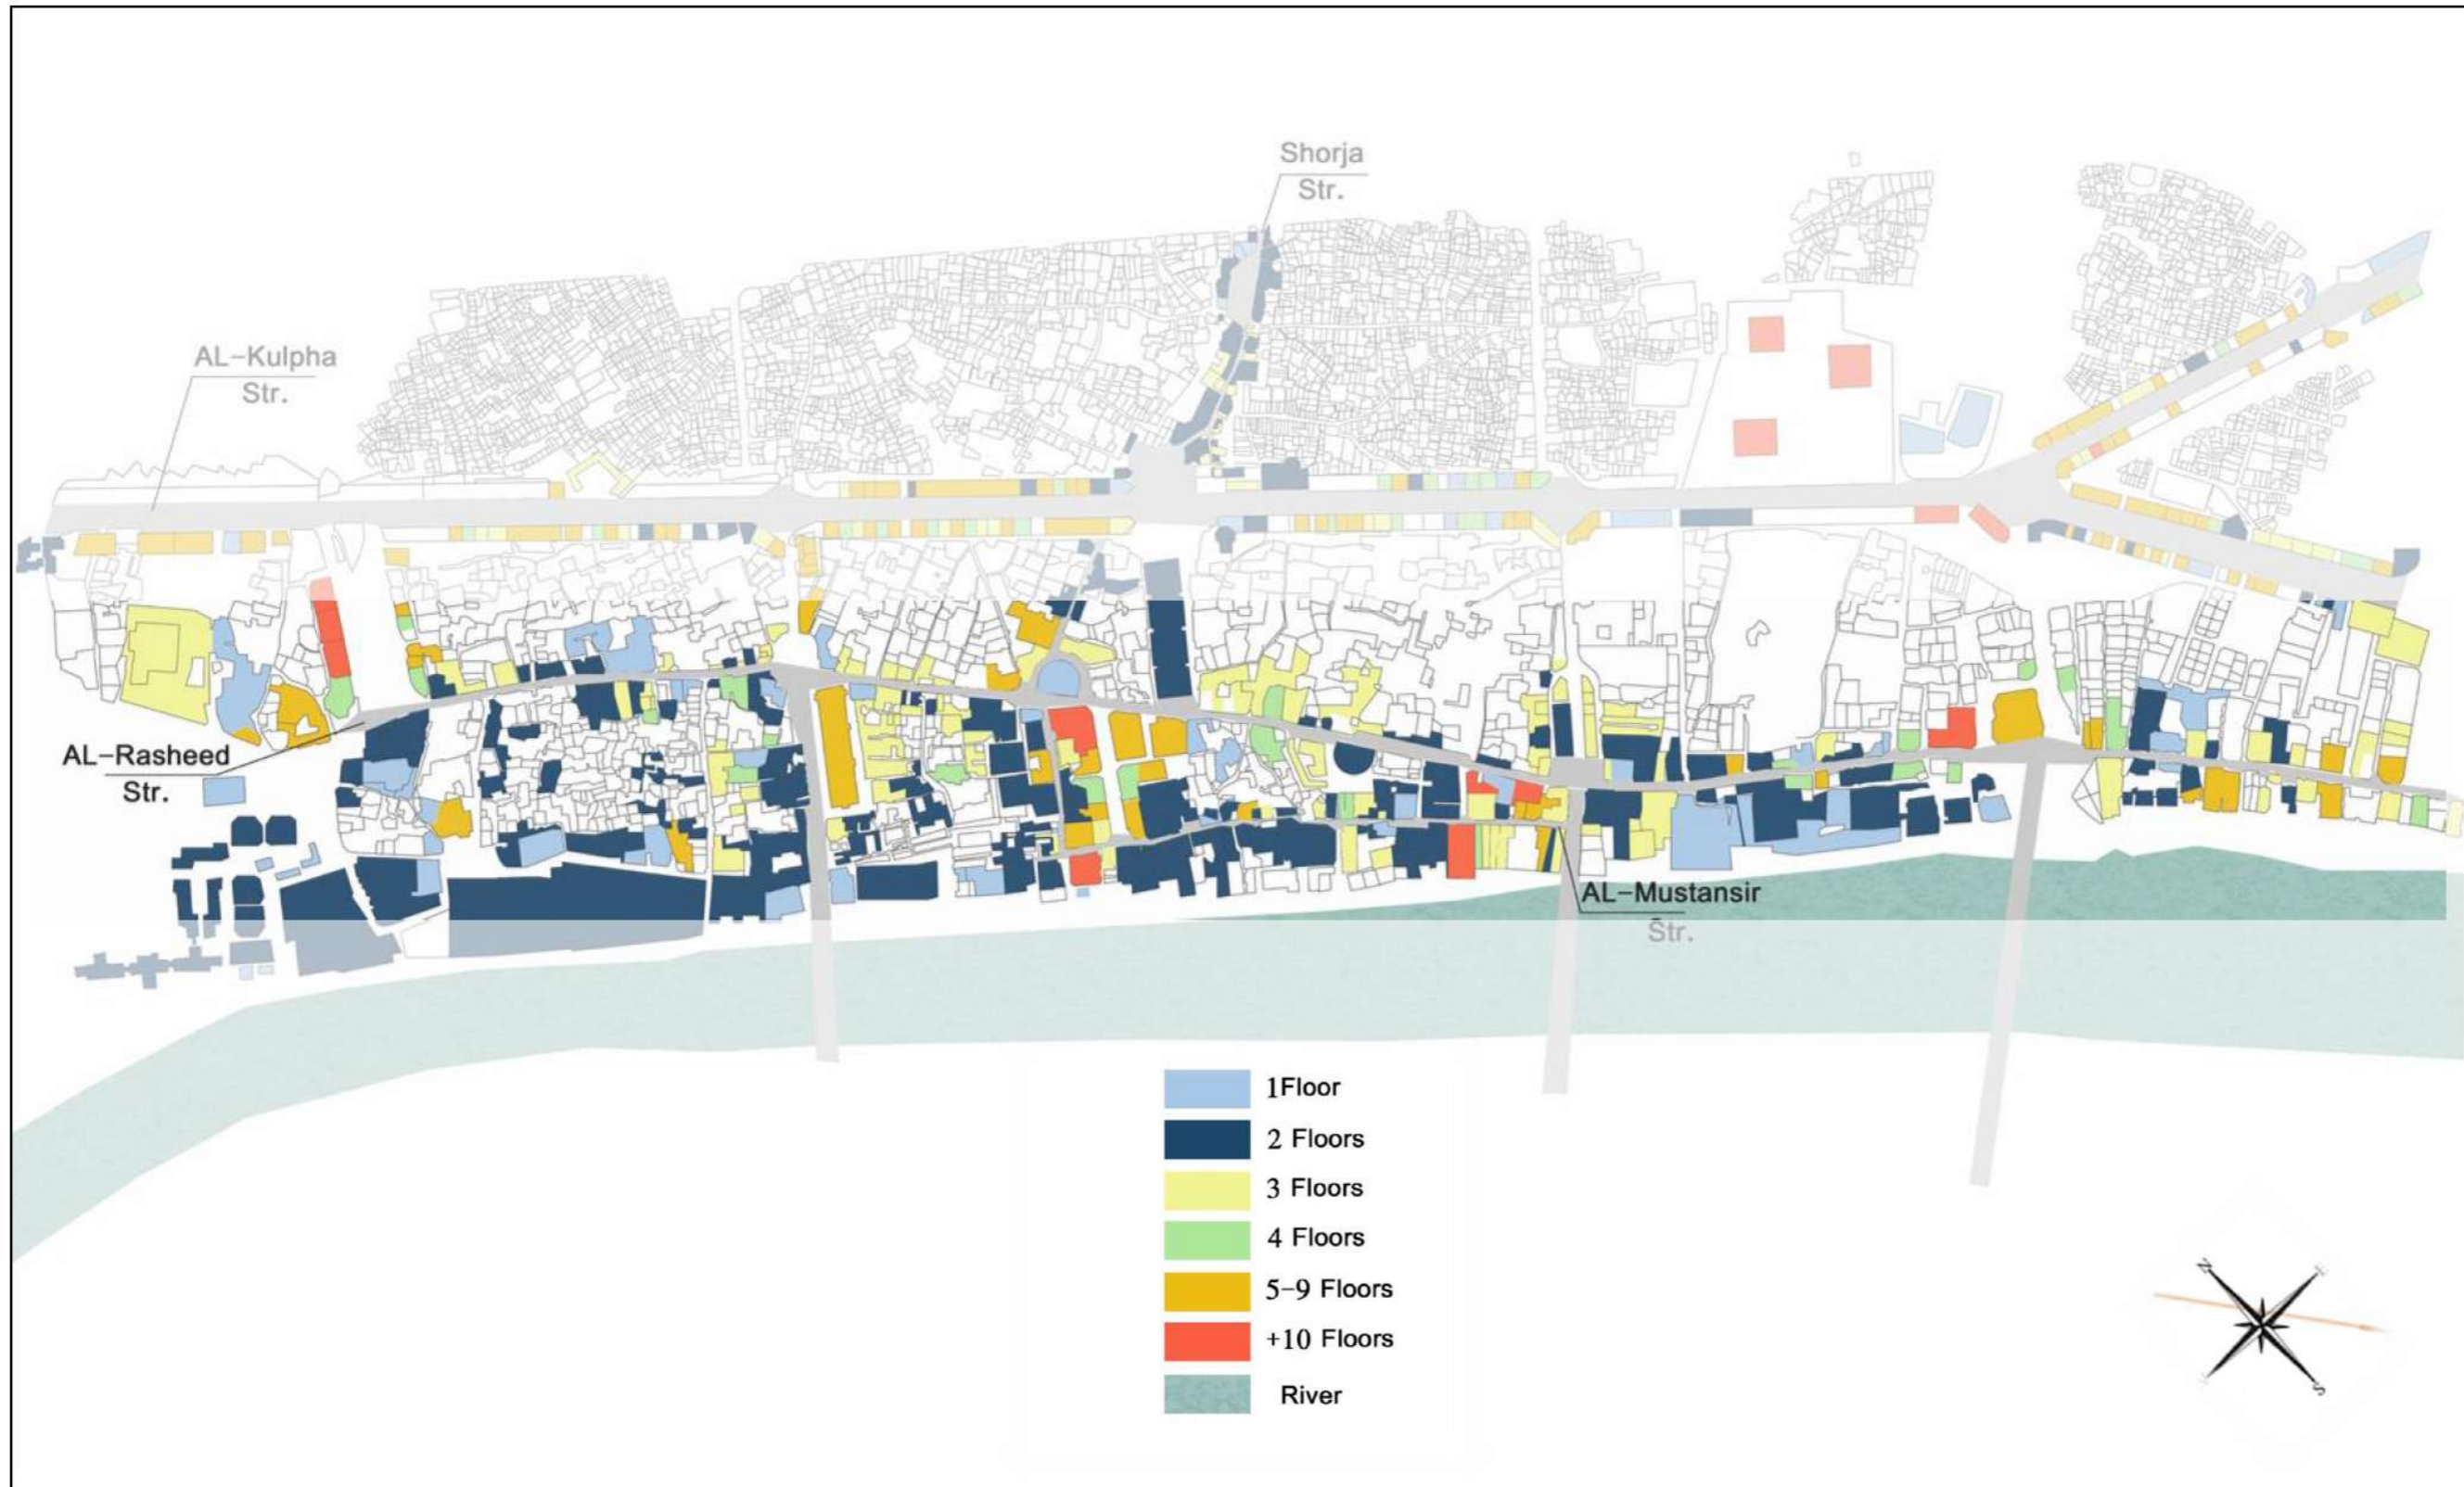 Shorja
Str.
AL-Kulpha
Str.
AL-Rasheed
Str.
AL-Mustansir
Str.
1Floor
2 Floors
3 Floors
4 Floors
5-9 Floors
+10 Floors
River
N
S